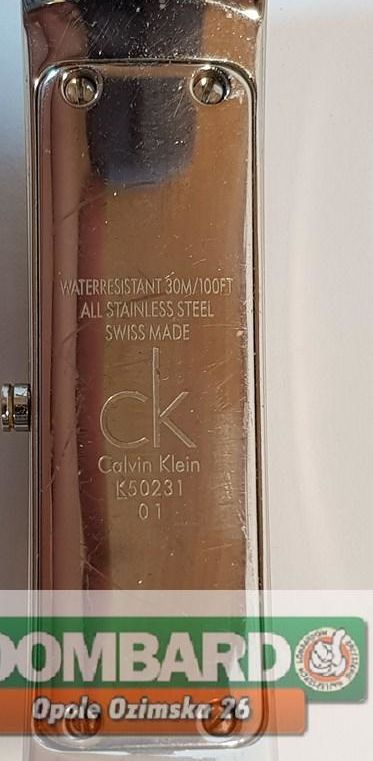 WATERRESISTANT 30M/100FT
ALL STAINLESS STEEL
SWISS MADE
ck
Calvin Klein
K50231
01
OMBARD
Opole Ozimska 26